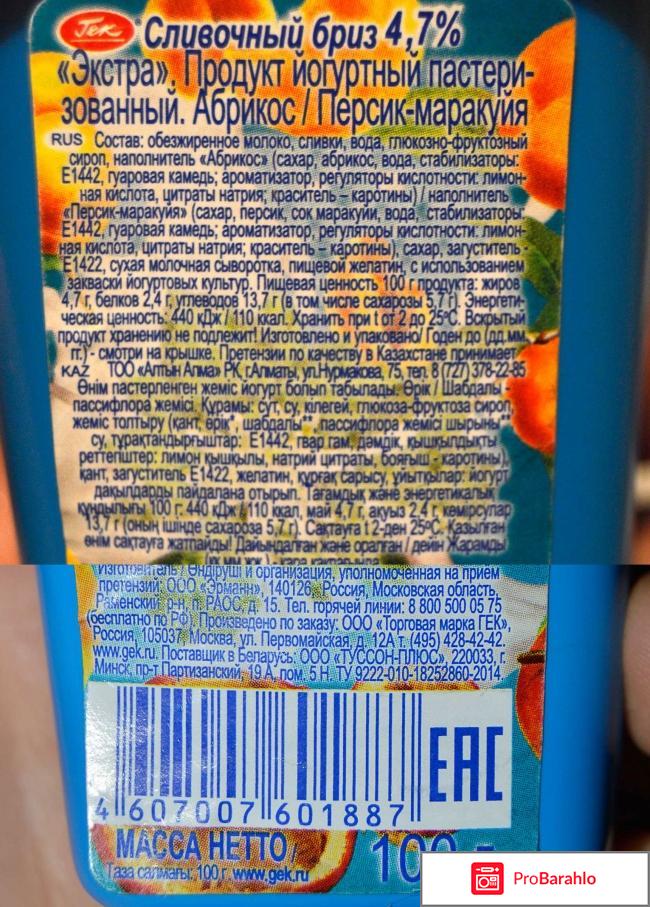 Гек
Сливочный бриз 4,7%
«Экстра». Продукт йогуртный пастери-
зованный. Абрикос / Персик-маракуйя
RUS Состав: обезжиренное молоко, сливки, вода, глюкозно-фруктозный
сироп, наполнитель «Абрикос» (сахар, абрикос, вода, стабилизаторы:
Е1442, гуаровая камедь; ароматизатор, регуляторы кислотности: лимон-
ная кислота, цитраты натрия; краситель – каротины) / наполнитель
«Персик-маракуйя» (сахар, персик, сок маракуйи, вода, стабилизаторы:
Е1442, гуаровая камедь; ароматизатор, регуляторы кислотности: лимон-
ная кислота, цитраты натрия; краситель – каротины), сахар, загуститель -
Е1422, сухая молочная сыворотка, пищевой желатин, с использованием
закваски йогуртовых культур. Пищевая ценность 100 г продукта: жиров
4,7 г, белков 2,4 г, углеводов 13,7 г (в том числе сахарозы 5,7 г). Энергети-
ческая ценность: 440 кДж / 110 ккал. Хранить при t от 2 до 25°С. Вскрытый
продукт хранению не подлежит! Изготовлено и упаковано/ Годен до (дд.мм.
гг.) - смотри на крышке. Претензии по качеству в Казахстане принимает
KAZ ТОО «Алтын Алма» РК, г.Алматы, ул.Нурмакова, 75, тел. 8 (727) 378-22-85
Өнім пастерленген жеміс йогурт болып табылады. Өрік / Шабдалы -
пассифлора жемісі. Құрамы: сүт, су, кілегей, глюкоза-фруктоза сироп,
жеміс толтыру (қант, өрік*, шабдалы**, пассифлора жемісі шырыны**,
су, тұрақтандырғыштар: Е1442, гвар гам, дәмдік, қышқылдықты
реттегіштер: лимон қышқылы, натрий цитраты, бояғыш - каротины),
қант, загуститель Е1422, желатин, құрғақ сарысу, ұйытқылар: йогурт
дақылдарды пайдалана отырып. Тағамдық және энергетикалық
құндылығы 100 г: 440 кДж / 110 ккал, май 4,7 г, ақуыз 2,4 г, көмірсулар
13,7 г (оның ішінде сахароза 5,7 г). Сақтауға t 2-ден 25°С. Қазылған
өнім сақтауға жатпайды! Дайындалған және оралған / дейін Жарамды
Изготовитель / Өндіруші и организация, уполномоченная на прием
претензий: ООО «Эрманн», 140126, Россия, Московская область,
Раменский р-н, п. РАОС, д. 15. Тел. горячей линии: 8 800 500 05 75
(бесплатно по РФ). Произведено по заказу: ООО «Торговая марка ГЕК»,
Россия, 105037, Москва, ул. Первомайская, д. 12А т. (495) 428-42-42.
www.gek.ru. Поставщик в Беларусь: ООО «ТУССОН-ПЛЮС», 220033, г.
Минск, пр-т Партизанский, 19 А, пом. 5 Н. ТУ 9222-010-18252860-2014.
4 607007 601887
EAC
МАССА НЕТТО /
Таза салмағы: 100 г. www.gek.ru
100 г
ProBarahlo